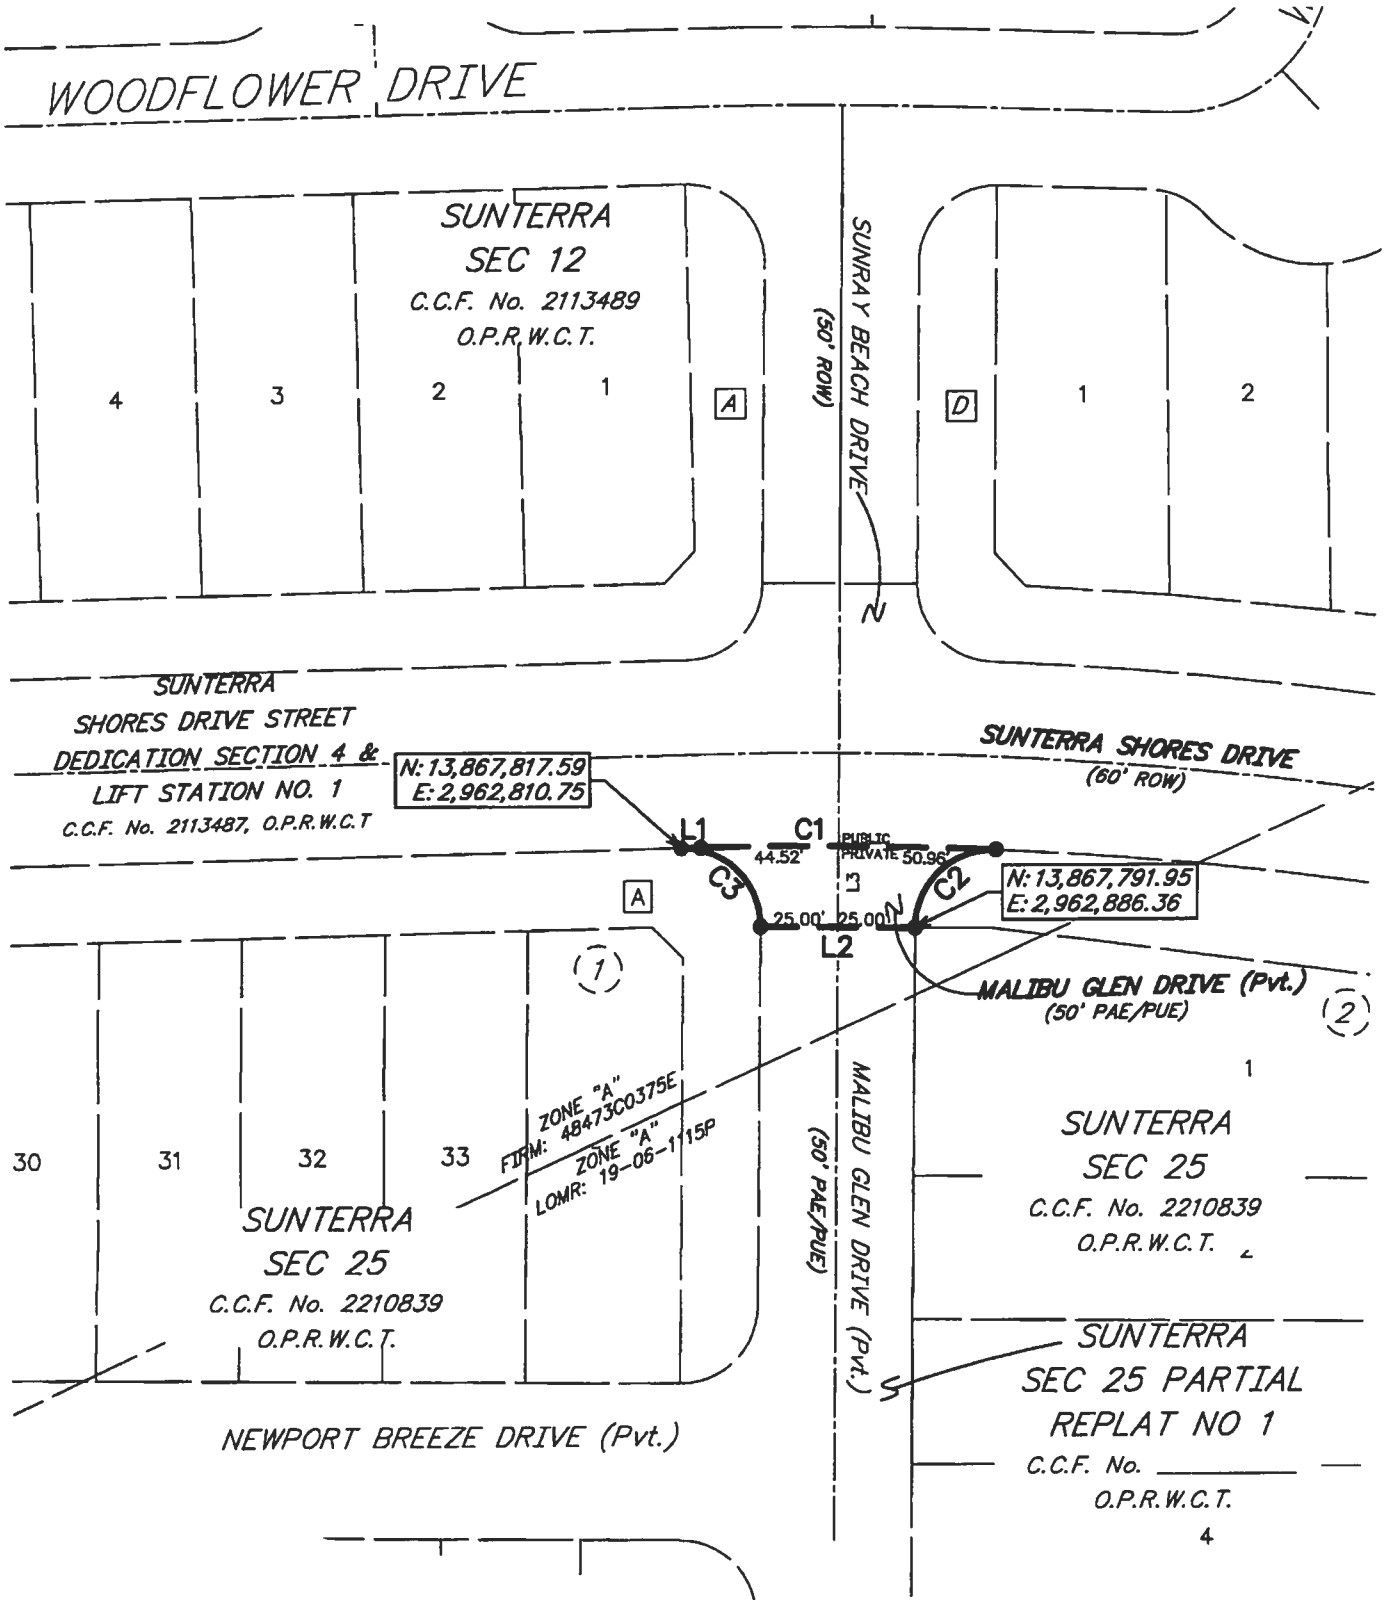 WOODFLOWER DRIVE
SUNTERRA
SEC 12
C.C.F. No. 2113489
O.P.R.W.C.T.
4
3
2
1
A
SUNRAY BEACH DRIVE
(50' ROW)
D
1
2
SUNTERRA
SHORES DRIVE STREET
DEDICATION SECTION 4 &
LIFT STATION NO. 1
C.C.F. No. 2113487, O.P.R.W.C.T
N: 13,867,817.59
E: 2,962,810.75
SUNTERRA SHORES DRIVE
(60' ROW)
L1
C1
PUBLIC
PRIVATE
44.52'
50.96'
C3
L3
C2
N: 13,867,791.95
E: 2,962,886.36
A
25.00'
25.00'
L2
1
MALIBU GLEN DRIVE (Pvt.)
(50' PAE/PUE)
2
ZONE "A"
FIRM: 48473C0375E
ZONE "A"
LOMR: 19-06-1115P
30
31
32
33
MALIBU GLEN DRIVE (Pvt.)
(50' PAE/PUE)
1
SUNTERRA
SEC 25
C.C.F. No. 2210839
O.P.R.W.C.T.
SUNTERRA
SEC 25
C.C.F. No. 2210839
O.P.R.W.C.T.
SUNTERRA
SEC 25 PARTIAL
REPLAT NO 1
C.C.F. No. ________
O.P.R.W.C.T.
4
NEWPORT BREEZE DRIVE (Pvt.)